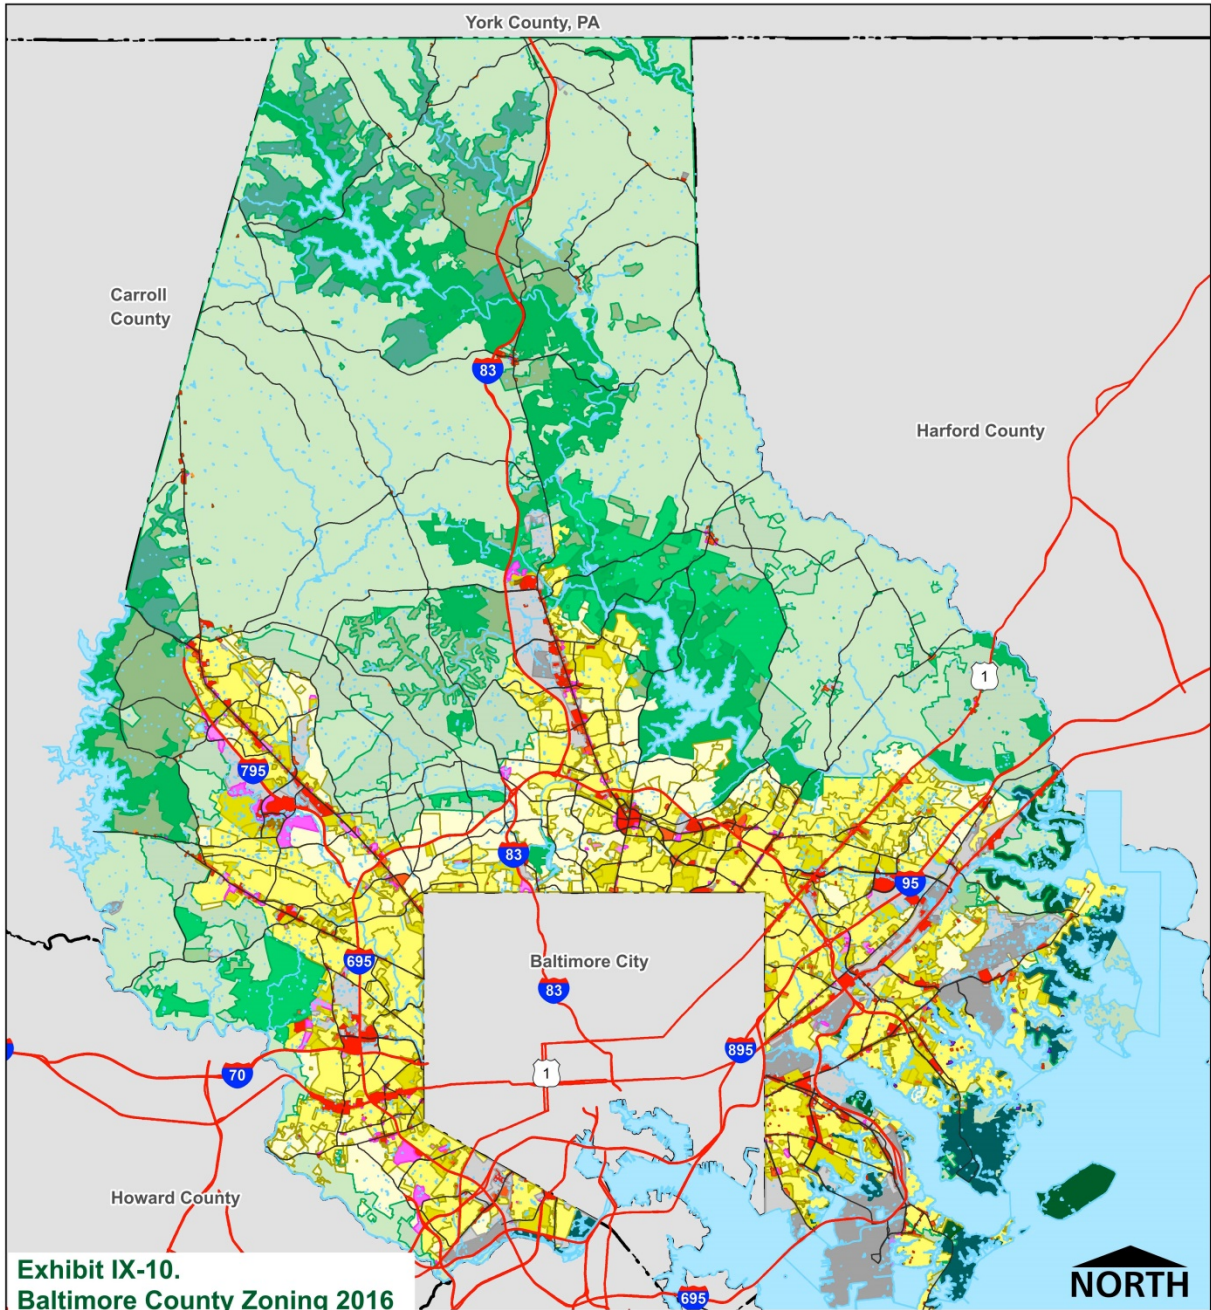 York County, PA
Carroll
County
83
Harford County
1
795
83
95
695
Baltimore City
83
895
1
70
Howard County
Exhibit IX-10.
Baltimore County Zoning 2016
695
NORTH